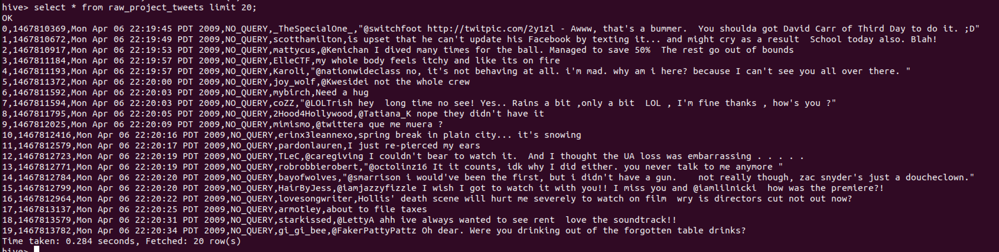 hive> select * from raw_project_tweets limit 20;
OK
0,1467810369,Mon Apr 06 22:19:45 PDT 2009,NO_QUERY,_TheSpecialOne_,"@switchfoot http://twitpic.com/2y1zl - Awww, that's a bummer.  You shoulda got David Carr of Third Day to do it. ;D"
1,1467810672,Mon Apr 06 22:19:49 PDT 2009,NO_QUERY,scotthamilton,is upset that he can't update his Facebook by texting it... and might cry as a result  School today also. Blah!
2,1467810917,Mon Apr 06 22:19:53 PDT 2009,NO_QUERY,mattycus,@Kenichan I dived many times for the ball. Managed to save 50%  The rest go out of bounds
3,1467811184,Mon Apr 06 22:19:57 PDT 2009,NO_QUERY,ElleCTF,my whole body feels itchy and like its on fire
4,1467811193,Mon Apr 06 22:19:57 PDT 2009,NO_QUERY,Karoli,"@nationwideclass no, it's not behaving at all. i'm mad. why am i here? because I can't see you all over there. "
5,1467811372,Mon Apr 06 22:20:00 PDT 2009,NO_QUERY,joy_wolf,@Kwesidei not the whole crew
6,1467811592,Mon Apr 06 22:20:03 PDT 2009,NO_QUERY,mybirch,Need a hug
7,1467811594,Mon Apr 06 22:20:03 PDT 2009,NO_QUERY,coZZ,"@LOLTrish hey  long time no see! Yes.. Rains a bit ,only a bit  LOL , I'm fine thanks , how's you ?"
8,1467811795,Mon Apr 06 22:20:05 PDT 2009,NO_QUERY,2Hood4Hollywood,@Tatiana_K nope they didn't have it
9,1467812025,Mon Apr 06 22:20:09 PDT 2009,NO_QUERY,mimismo,@twittera que me muera ?
10,1467812416,Mon Apr 06 22:20:16 PDT 2009,NO_QUERY,erinx3leannexo,spring break in plain city... it's snowing
11,1467812579,Mon Apr 06 22:20:17 PDT 2009,NO_QUERY,pardonlauren,I just re-pierced my ears
12,1467812723,Mon Apr 06 22:20:19 PDT 2009,NO_QUERY,TLeC,@caregiving I couldn't bear to watch it.  And I thought the UA loss was embarrassing . . . . .
13,1467812771,Mon Apr 06 22:20:19 PDT 2009,NO_QUERY,robrobbierobert,"@octolinz16 It it counts, idk why I did either. you never talk to me anymore "
14,1467812784,Mon Apr 06 22:20:20 PDT 2009,NO_QUERY,bayofwolves,"@smarrison i would've been the first, but i didn't have a gun.    not really though, zac snyder's just a doucheclown."
15,1467812799,Mon Apr 06 22:20:20 PDT 2009,NO_QUERY,HairByJess,@iamjazzyfizzle I wish I got to watch it with you!! I miss you and @iamlilnicki  how was the premiere?!
16,1467812964,Mon Apr 06 22:20:22 PDT 2009,NO_QUERY,lovesongwriter,Hollis' death scene will hurt me severely to watch on film  wry is directors cut not out now?
17,1467813137,Mon Apr 06 22:20:25 PDT 2009,NO_QUERY,armotley,about to file taxes
18,1467813579,Mon Apr 06 22:20:31 PDT 2009,NO_QUERY,starkissed,@LettyA ahh ive always wanted to see rent  love the soundtrack!!
19,1467813782,Mon Apr 06 22:20:34 PDT 2009,NO_QUERY,gi_gi_bee,@FakerPattyPattz Oh dear. Were you drinking out of the forgotten table drinks?
Time taken: 0.284 seconds, Fetched: 20 row(s)
hive>